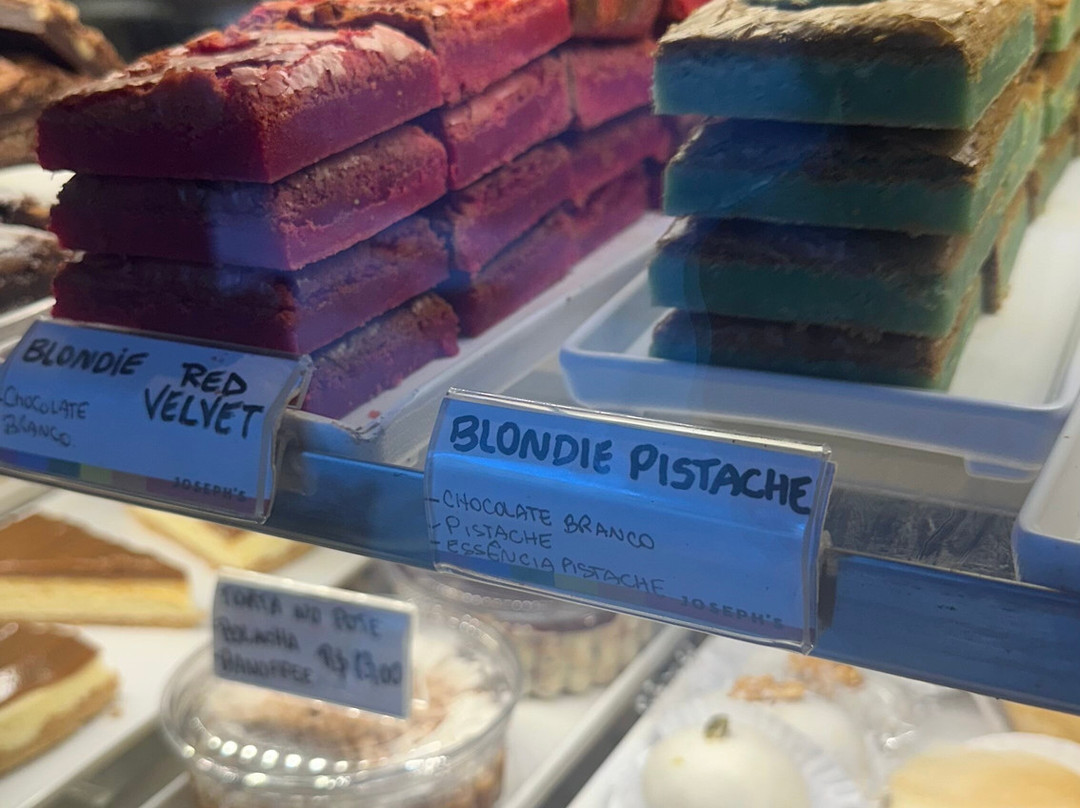 BLONDIE RED
VELVET
-CHOCOLATE
BRANCO.
JOSEPH'S
BLONDIE PISTACHE
-CHOCOLATE BRANCO
-PISTACHE
-ESSÊNCIA PISTACHE
JOSEPH'S
TORTA NO POTE
BOLACHA
BANOFFEE R$ 13,00